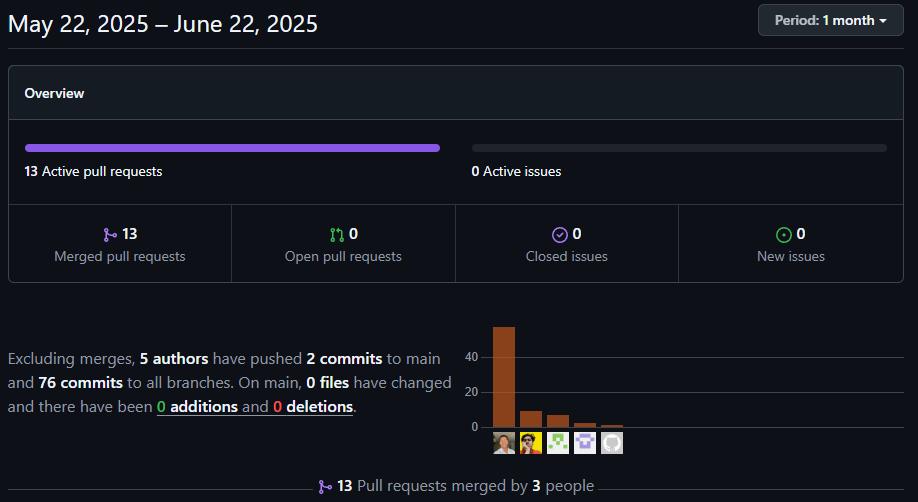 May 22, 2025 – June 22, 2025
Period: 1 month
Overview
13 Active pull requests
0 Active issues
13
Merged pull requests
0
Open pull requests
0
Closed issues
0
New issues
Excluding merges, 5 authors have pushed 2 commits to main
and 76 commits to all branches. On main, 0 files have changed
and there have been 0 additions and 0 deletions.
40
20
0
13 Pull requests merged by 3 people